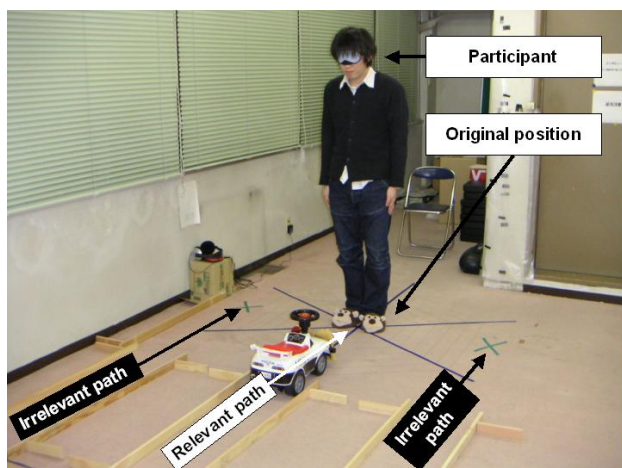 Participant
Original position
Irrelevant path
Relevant path
Irrelevant
path